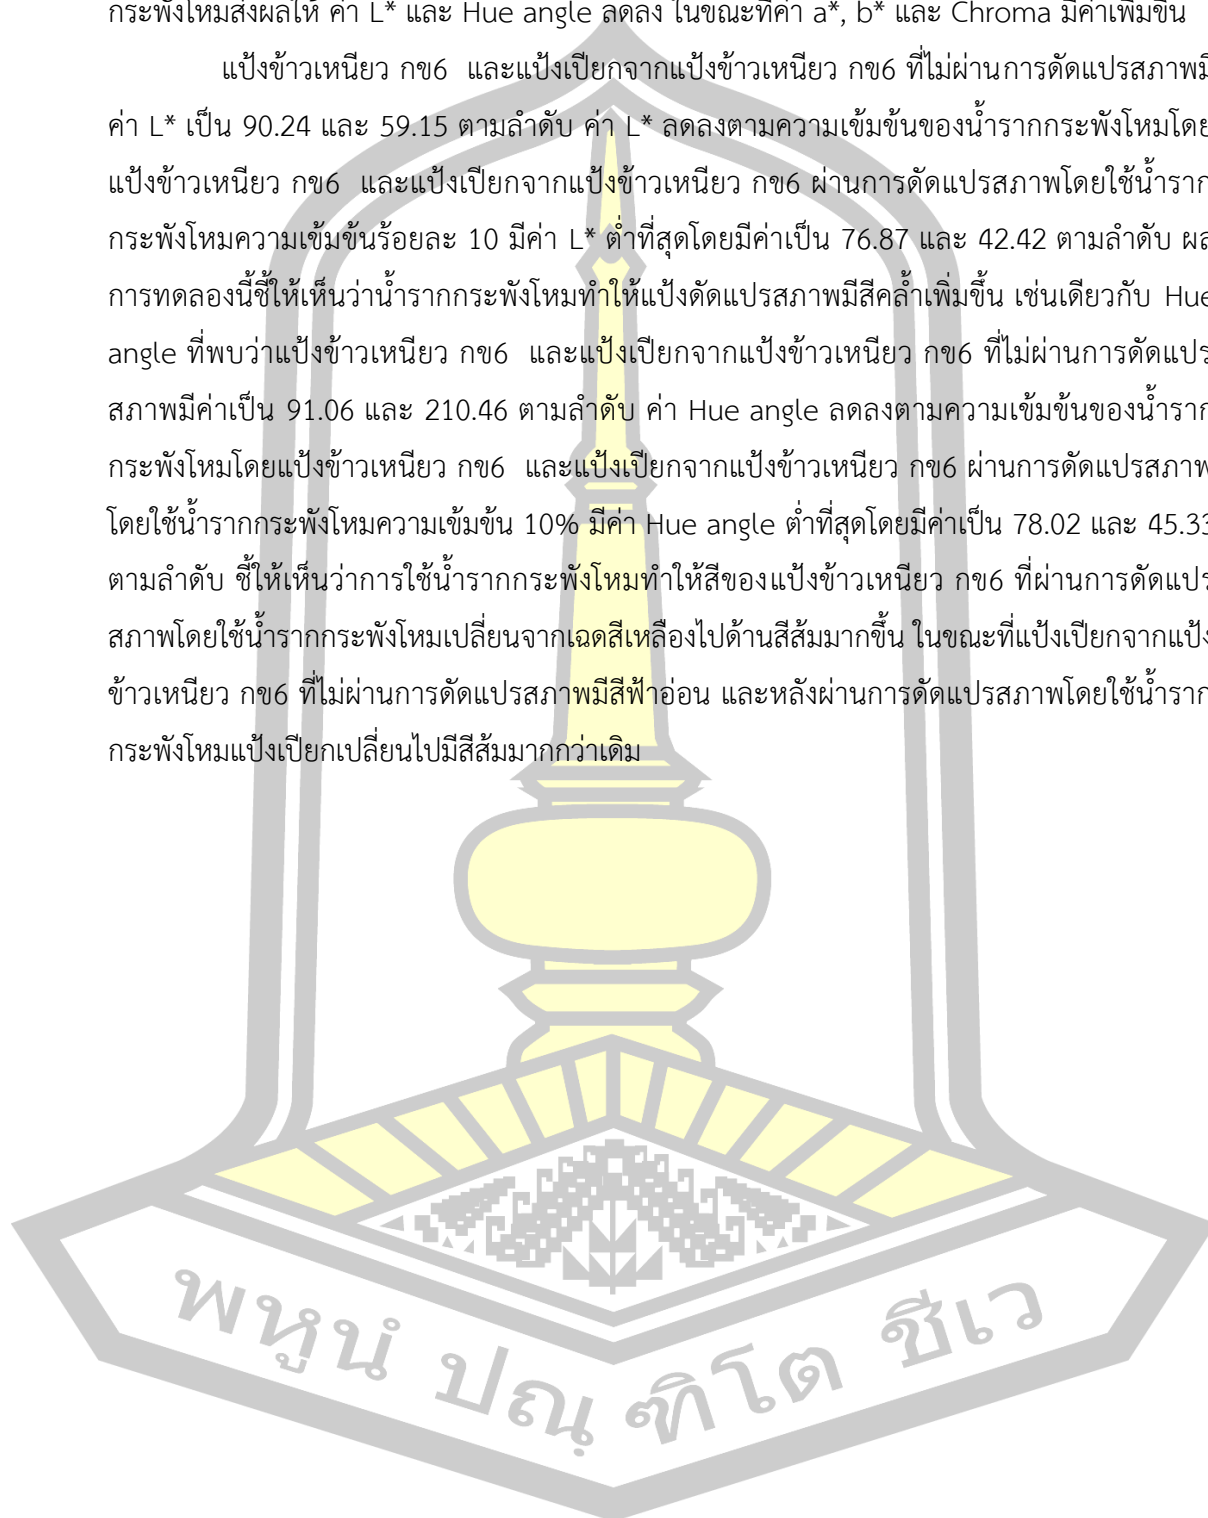 กระพังโหมส่งผลให้ ค่า L* และ Hue angle ลดลง ในขณะที่ค่า a*, b* และ Chroma มีค่าเพิ่มขึ้น
แป้งข้าวเหนียว กข6 และแป้งเปียกจากแป้งข้าวเหนียว กข6 ที่ไม่ผ่านการดัดแปรสภาพมี
ค่า L* เป็น 90.24 และ 59.15 ตามลำดับ ค่า L* ลดลงตามความเข้มข้นของน้ำรากกระพังโหมโดย
แป้งข้าวเหนียว กข6 และแป้งเปียกจากแป้งข้าวเหนียว กข6 ผ่านการดัดแปรสภาพโดยใช้น้ำราก
กระพังโหมความเข้มข้นร้อยละ 10 มีค่า L* ต่ำที่สุดโดยมีค่าเป็น 76.87 และ 42.42 ตามลำดับ ผล
การทดลองนี้ชี้ให้เห็นว่าน้ำรากกระพังโหมทำให้แป้งดัดแปรสภาพมีสีคล้ำเพิ่มขึ้น เช่นเดียวกับ Hue
angle ที่พบว่าแป้งข้าวเหนียว กข6 และแป้งเปียกจากแป้งข้าวเหนียว กข6 ที่ไม่ผ่านการดัดแปร
สภาพมีค่าเป็น 91.06 และ 210.46 ตามลำดับ ค่า Hue angle ลดลงตามความเข้มข้นของน้ำราก
กระพังโหมโดยแป้งข้าวเหนียว กข6 และแป้งเปียกจากแป้งข้าวเหนียว กข6 ผ่านการดัดแปรสภาพ
โดยใช้น้ำรากกระพังโหมความเข้มข้น 10% มีค่า Hue angle ต่ำที่สุดโดยมีค่าเป็น 78.02 และ 45.33
ตามลำดับ ชี้ให้เห็นว่าการใช้น้ำรากกระพังโหมทำให้สีของแป้งข้าวเหนียว กข6 ที่ผ่านการดัดแปร
สภาพโดยใช้น้ำรากกระพังโหมเปลี่ยนจากเฉดสีเหลืองไปด้านสีส้มมากขึ้น ในขณะที่แป้งเปียกจากแป้ง
ข้าวเหนียว กข6 ที่ไม่ผ่านการดัดแปรสภาพมีสีฟ้าอ่อน และหลังผ่านการดัดแปรสภาพโดยใช้น้ำราก
กระพังโหมแป้งเปียกเปลี่ยนไปมีสีส้มมากกว่าเดิม
พหูนํ ปณฺฑิโต ชีเว